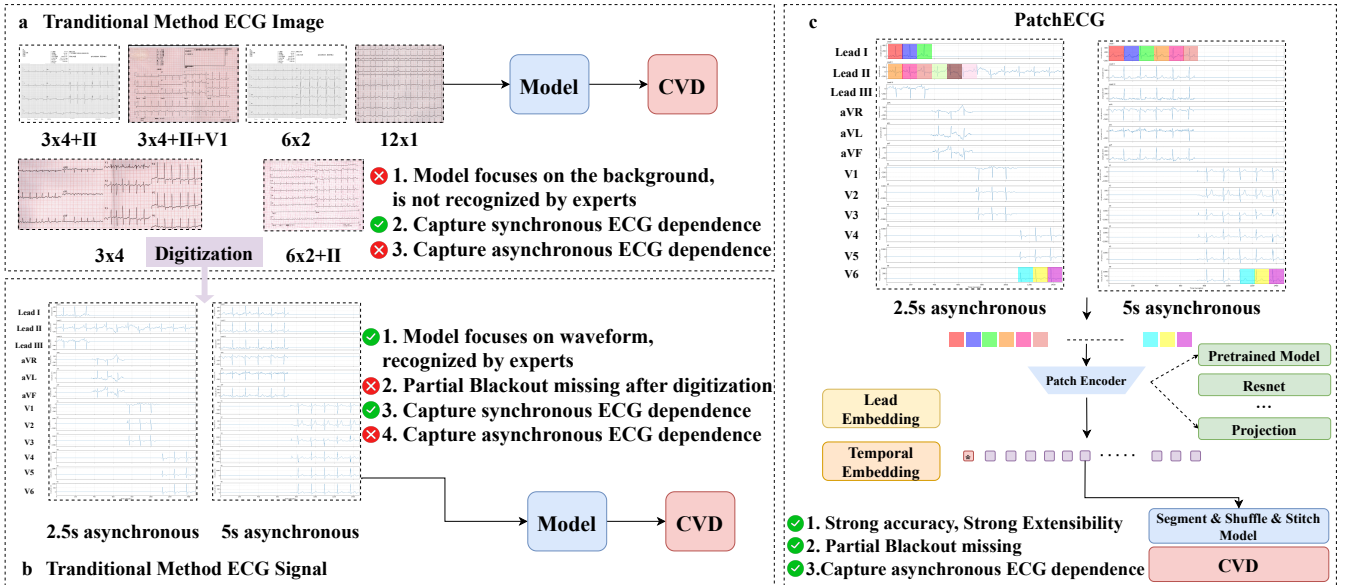 a Tranditional Method ECG Image
3x4+II
3x4+II+V1
6x2
12x1
Model
CVD
3x4
6x2+II
1. Model focuses on the background,
is not recognized by experts
2. Capture synchronous ECG dependence
3. Capture asynchronous ECG dependence
Digitization
Lead I
Lead II
Lead III
aVR
aVL
aVF
V1
V2
V3
V4
V5
V6
2.5s asynchronous
5s asynchronous
1. Model focuses on waveform,
recognized by experts
2. Partial Blackout missing after digitization
3. Capture synchronous ECG dependence
4. Capture asynchronous ECG dependence
Model
CVD
b Tranditional Method ECG Signal
c PatchECG
Lead I
Lead II
Lead III
aVR
aVL
aVF
V1
V2
V3
V4
V5
V6
2.5s asynchronous
5s asynchronous
Patch Encoder
Pretrained Model
Resnet
...
Projection
Lead
Embedding
Temporal
Embedding
*
Segment & Shuffle & Stitch
Model
CVD
1. Strong accuracy, Strong Extensibility
2. Partial Blackout missing
3.Capture asynchronous ECG dependence